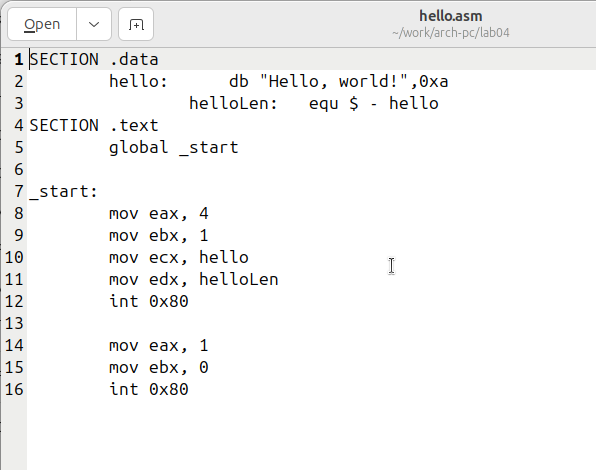 Open
hello.asm
~/work/arch-pc/lab04
1 SECTION .data
2         hello:      db "Hello, world!",0xa
3                 helloLen:   equ $ - hello
4 SECTION .text
5         global _start
6
7 _start:
8         mov eax, 4
9         mov ebx, 1
10         mov ecx, hello
11         mov edx, helloLen
12         int 0x80
13
14         mov eax, 1
15         mov ebx, 0
16         int 0x80